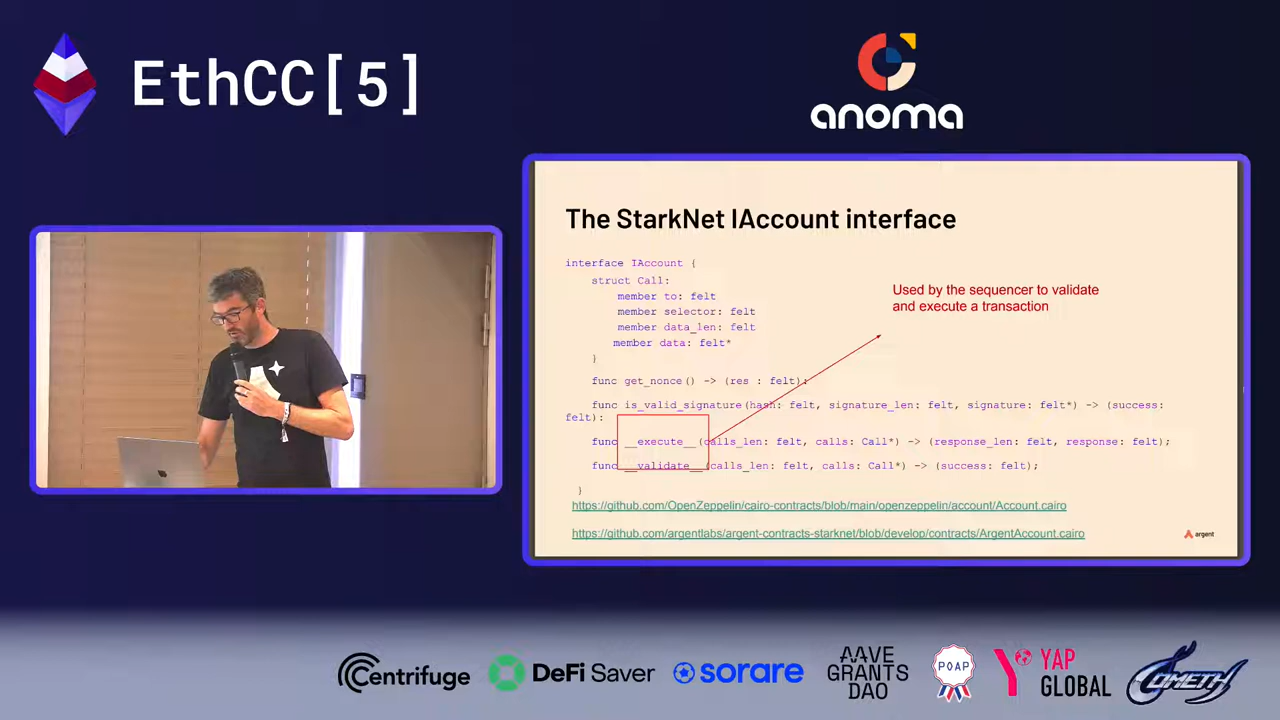 EthCC[5]
anoma
The StarkNet IAccount interface
interface IAccount {
struct Call:
member to: felt
member selector: felt
member data_len: felt
member data: felt*
}
func get_nonce() -> (res : felt);
func is_valid_signature(hash: felt, signature_len: felt, signature: felt*) -> (success:
felt);
func __execute__(calls_len: felt, calls: Call*) -> (response_len: felt, response: felt);
func __validate__(calls_len: felt, calls: Call*) -> (success: felt);
}
Used by the sequencer to validate
and execute a transaction
https://github.com/OpenZeppelin/cairo-contracts/blob/main/openzeppelin/account/Account.cairo
https://github.com/argentlabs/argent-contracts-starknet/blob/develop/contracts/ArgentAccount.cairo
argent
Centrifuge
DeFi Saver
sorare
AAVE
GRANTS
DAO
POAP
YAP
GLOBAL
COMETH